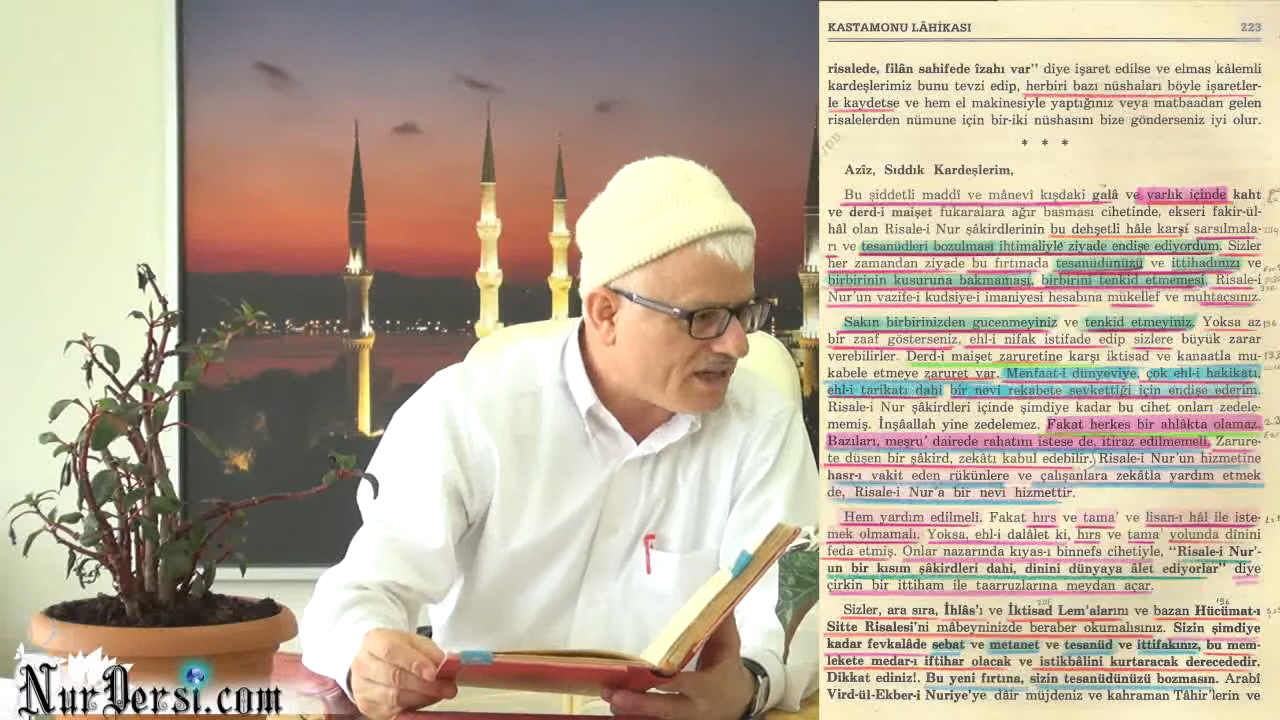 KASTAMONU LÂHİKASI 223
risalede, filân sahifede îzahı var" diye işaret edilse ve elmas kâlemli
kardeşlerimiz bunu tevzi edip, herbiri bazı nüshaları böyle işaretler-
le kaydetse ve hem el makinesiyle yaptığınız veya matbaadan gelen
risalelerden nümune için bir-iki nüshasını bize gönderseniz iyi olur.
* * *
Azîz, Sıddık Kardeşlerim,
Bu şiddetli maddî ve mânevî kışdaki galâ ve varlık içinde kaht
ve derd-i maişet fukaralara ağır basması cihetinde, ekseri fakir-ül-
hâl olan Risale-i Nur şâkirdlerinin bu dehşetli hâle karşı sarsılmala-
rı ve tesanüdleri bozulması ihtimaliyle ziyade endişe ediyordum. Sizler
her zamandan ziyade bu fırtınada tesanüdünüzü ve ittihadınızı ve
birbirinin kusuruna bakmaması, birbirini tenkid etmemesi, Risale-i
Nur'un vazife-i kudsiye-i imaniyesi hesabına mükellef ve muhtaçsınız.
Sakın birbirinizden gucenmeyiniz ve tenkid etmeyiniz. Yoksa az
bir zaaf gösterseniz, ehl-i nifak istifade edip sizlere büyük zarar
verebilirler. Derd-i maişet zaruretine karşı iktisad ve kanaatla mu-
kabele etmeye zaruret var. Menfaat-i dünyeviye, çok ehl-i hakikatı,
ehl-i tarikatı dahi bir nevi rekabete sevkettiği için endişe ederim.
Risale-i Nur şâkirdleri içinde şimdiye kadar bu cihet onları zedele-
memiş. İnşâallah yine zedelemez. Fakat herkes bir ahlâkta olamaz.
Bazıları, meşru' dairede rahatını istese de, itiraz edilmemeli. Zarure-
te düşen bir şâkird, zekâtı kabul edebilir. Risale-i Nur'un hizmetine
hasr-ı vakit eden rükünlere ve çalışanlara zekâtla yardım etmek
de, Risale-i Nur'a bir nevi hizmettir.
Hem yardım edilmeli. Fakat hırs ve tama' ve lisan-ı hâl ile iste-
mek olmamalı. Yoksa, ehl-i dalâlet ki, hırs ve tama' yolunda dînini
feda etmiş. Onlar nazarında kıyas-ı binnefs cihetiyle, "Risale-i Nur'-
un bir kısım şâkirdleri dahi, dinini dünyaya âlet ediyorlar" diye
çirkin bir ittiham ile taarruzlarına meydan açar.
Sizler, ara sıra, İhlâs'ı ve İktisad Lem'alarını ve bazan Hücümat-ı
Sitte Risalesi'ni mâbeyninizde beraber okumalısınız. Sizin şimdiye
kadar fevkalâde sebat ve metanet ve tesanüd ve ittifakınız, bu mem-
lekete medar-ı iftihar olacak ve istikbâlini kurtaracak derecededir.
Dikkat ediniz!. Bu yeni fırtına, sizin tesanüdünüzü bozmasın. Arabî
Vird-ül-Ekber-i Nuriye'ye dâir müjdeniz ve kahraman Tâhir'lerin ve
NurDersi.com